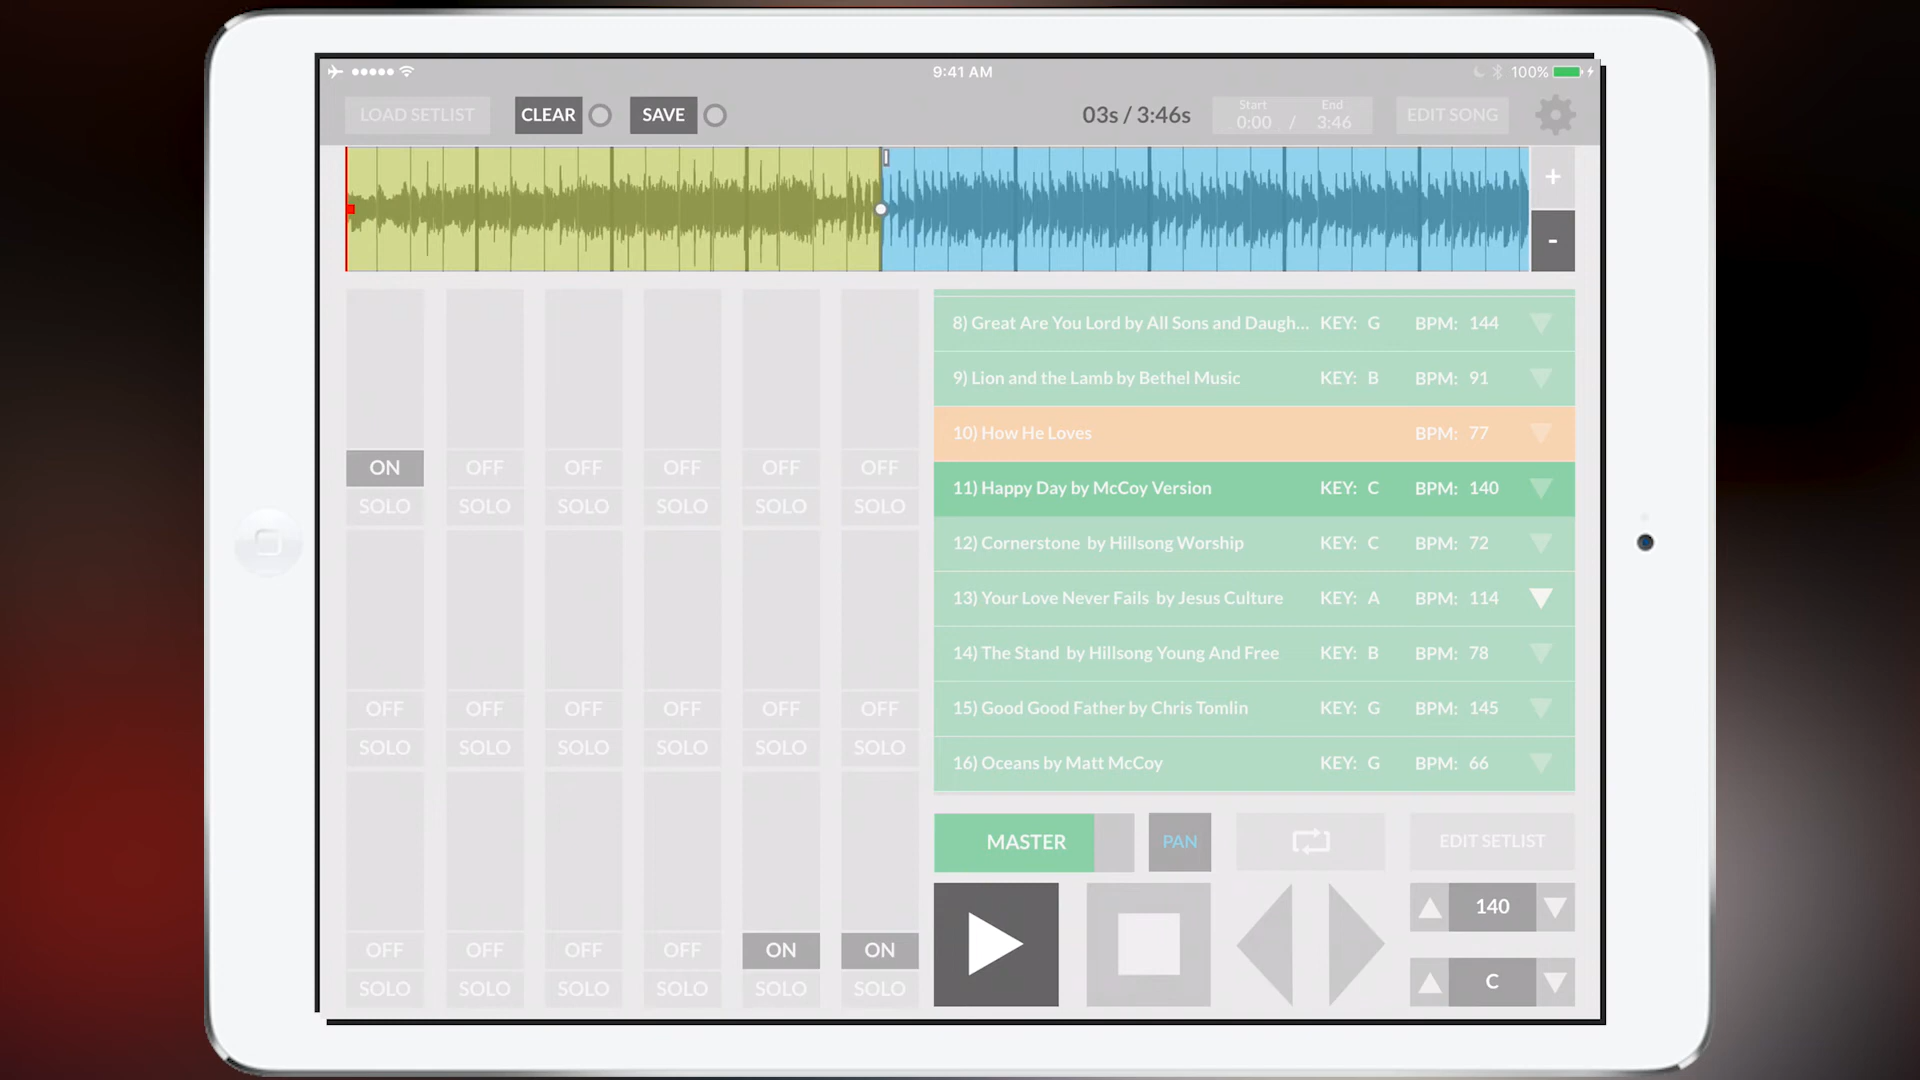 9:41 AM
100%
LOAD SETLIST
CLEAR
SAVE
03s / 3:46s
Start
0:00
/
End
3:46
EDIT SONG
+
-
8) Great Are You Lord by All Sons and Daugh... KEY: G BPM: 144
9) Lion and the Lamb by Bethel Music KEY: B BPM: 91
10) How He Loves BPM: 77
11) Happy Day by McCoy Version KEY: C BPM: 140
12) Cornerstone by Hillsong Worship KEY: C BPM: 72
13) Your Love Never Fails by Jesus Culture KEY: A BPM: 114
14) The Stand by Hillsong Young And Free KEY: B BPM: 78
15) Good Good Father by Chris Tomlin KEY: G BPM: 145
16) Oceans by Matt McCoy KEY: G BPM: 66
ON OFF OFF OFF OFF OFF
SOLO SOLO SOLO SOLO SOLO SOLO
OFF OFF OFF OFF OFF OFF
SOLO SOLO SOLO SOLO SOLO SOLO
OFF OFF OFF OFF ON ON
SOLO SOLO SOLO SOLO SOLO SOLO
MASTER
PAN
EDIT SETLIST
140
C